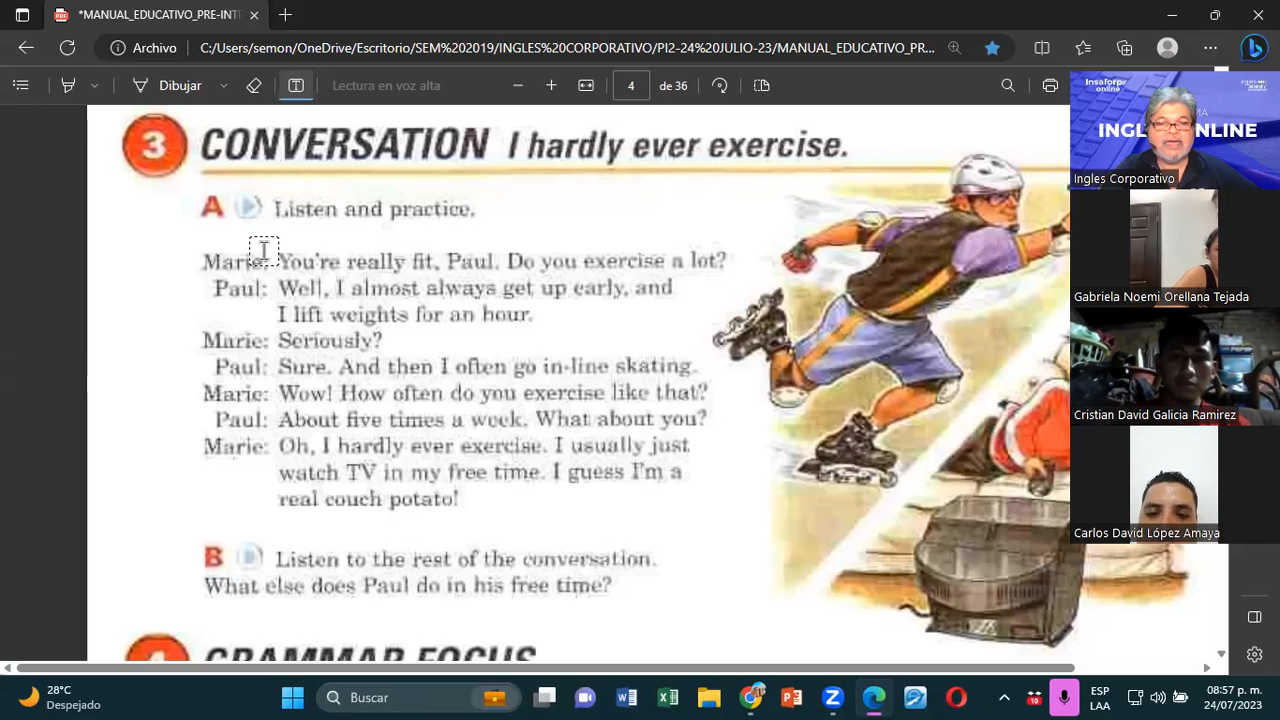 *MANUAL_EDUCATIVO_PRE-INTE
Archivo
C:/Users/semon/OneDrive/Escritorio/SEM%202019/INGLES%20CORPORATIVO/PI2-24%20JULIO-23/MANUAL_EDUCATIVO_PR...
Dibujar
Lectura en voz alta
4
de 36
3 CONVERSATION I hardly ever exercise.
A Listen and practice.
Marie: You're really fit, Paul. Do you exercise a lot?
Paul: Well, I almost always get up early, and
I lift weights for an hour.
Marie: Seriously?
Paul: Sure. And then I often go in-line skating.
Marie: Wow! How often do you exercise like that?
Paul: About five times a week. What about you?
Marie: Oh, I hardly ever exercise. I usually just
watch TV in my free time. I guess I'm a
real couch potato!
B Listen to the rest of the conversation.
What else does Paul do in his free time?
GRAMMAR FOCUS
Insaforp
online
Ingles Corporativo
Gabriela Noemi Orellana Tejada
Cristian David Galicia Ramirez
Carlos David López Amaya
28°C
Despejado
Buscar
10
ESP
LAA
08:57 p. m.
24/07/2023